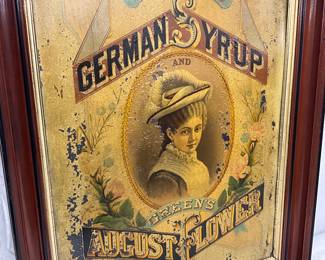 GERMAN SYRUP
AND
GREEN'S
AUGUST FLOWER